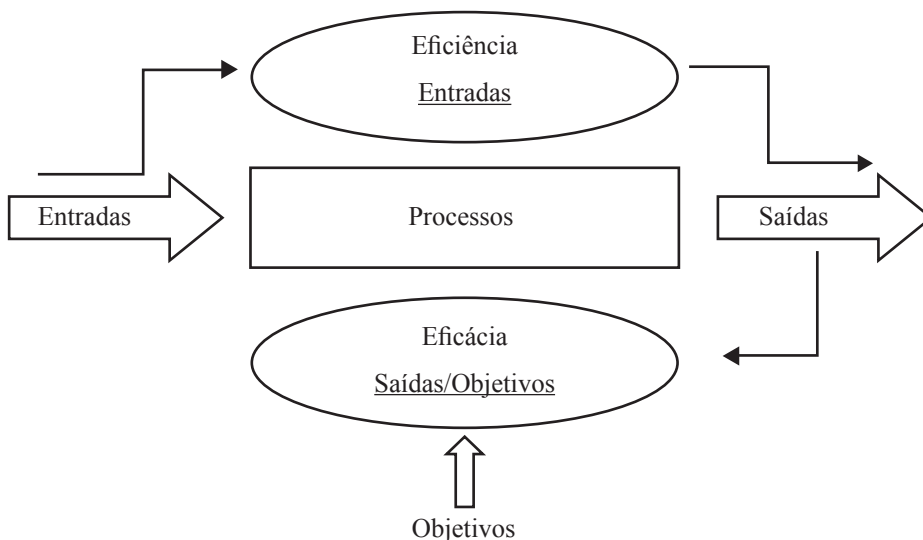 Eficiência
Entradas
Entradas
Processos
Saídas
Eficácia
Saídas/Objetivos
Objetivos